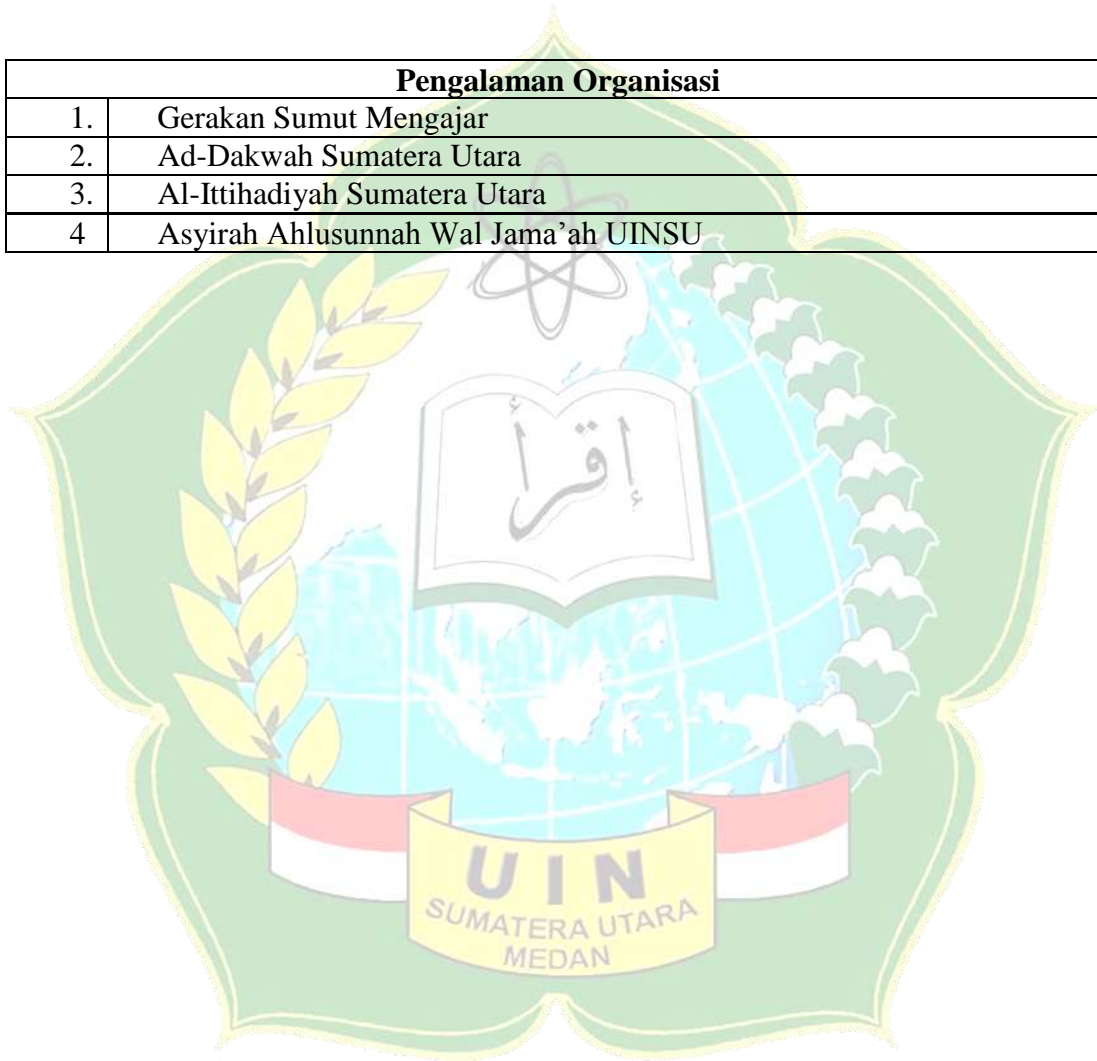 Pengalaman Organisasi
1. Gerakan Sumut Mengajar
2. Ad-Dakwah Sumatera Utara
3. Al-Ittihadiyah Sumatera Utara
4 Asyirah Ahlusunnah Wal Jama’ah UINSU
إقرأ
UIN
SUMATERA UTARA
MEDAN